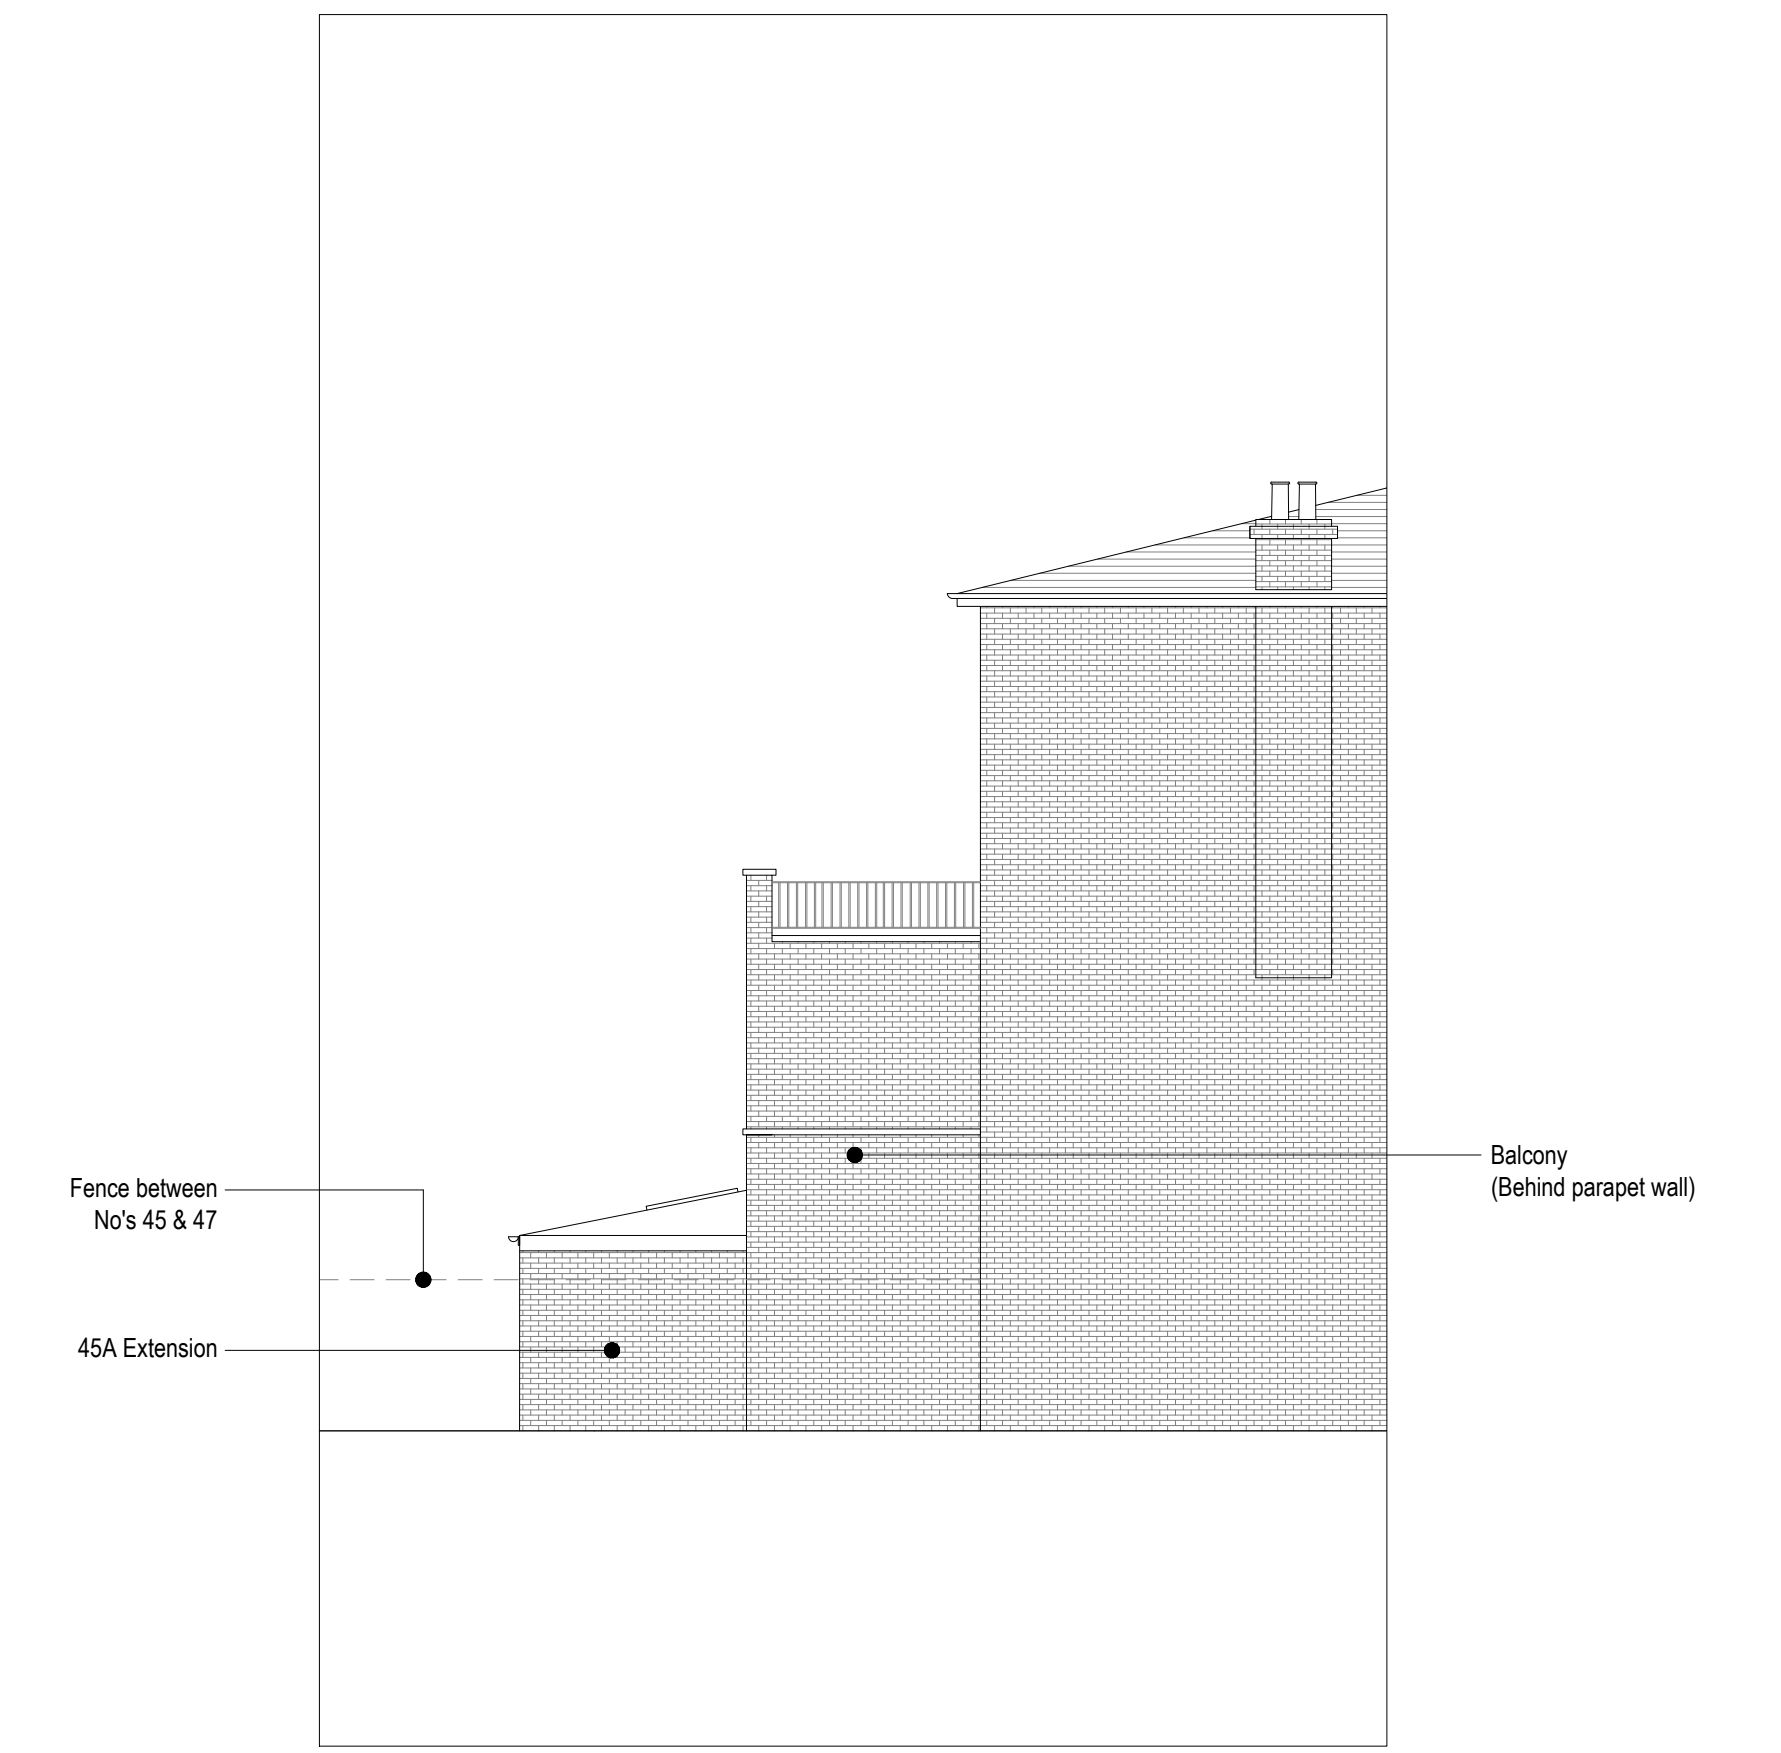 Balcony
(Behind parapet wall)
Fence between
No's 45 & 47
45A Extension